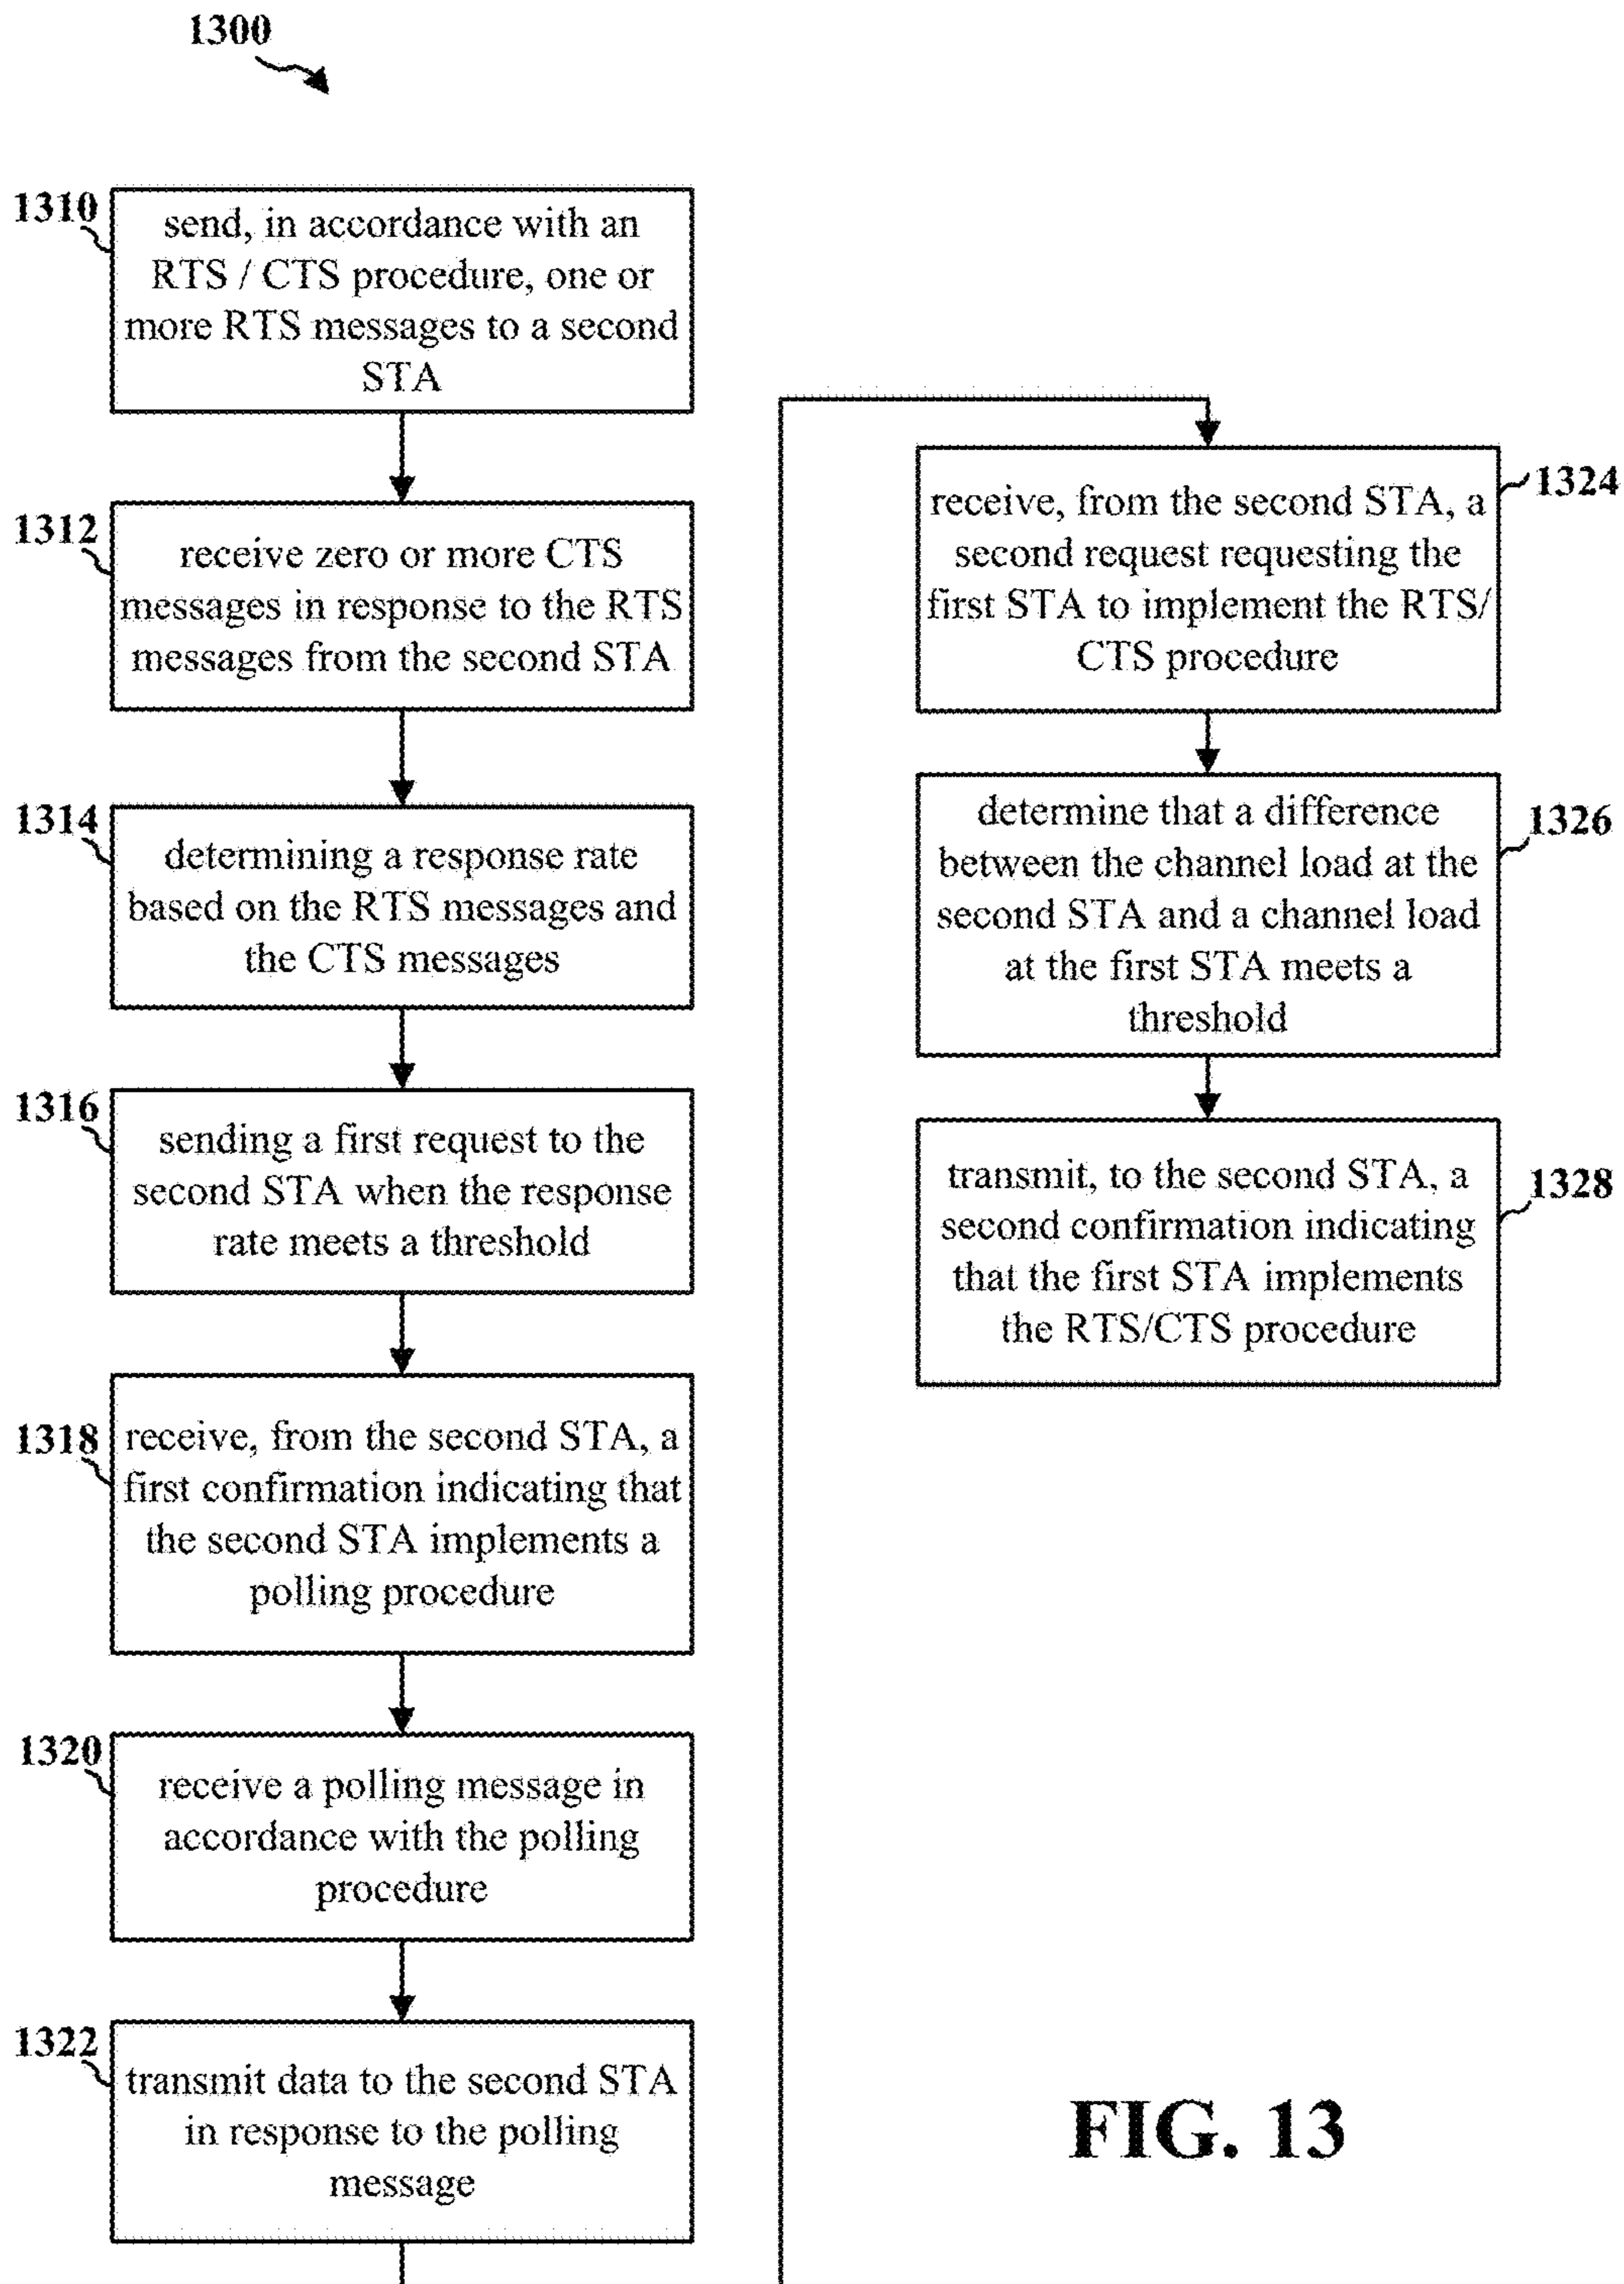 1300
1310
send, in accordance with an
RTS / CTS procedure, one or
more RTS messages to a second
STA
1312
receive zero or more CTS
messages in response to the RTS
messages from the second STA
1314
determining a response rate
based on the RTS messages and
the CTS messages
1316
sending a first request to the
second STA when the response
rate meets a threshold
1318
receive, from the second STA, a
first confirmation indicating that
the second STA implements a
polling procedure
1320
receive a polling message in
accordance with the polling
procedure
1322
transmit data to the second STA
in response to the polling
message
1324
receive, from the second STA, a
second request requesting the
first STA to implement the RTS/
CTS procedure
1326
determine that a difference
between the channel load at the
second STA and a channel load
at the first STA meets a
threshold
1328
transmit, to the second STA, a
second confirmation indicating
that the first STA implements
the RTS/CTS procedure
FIG. 13